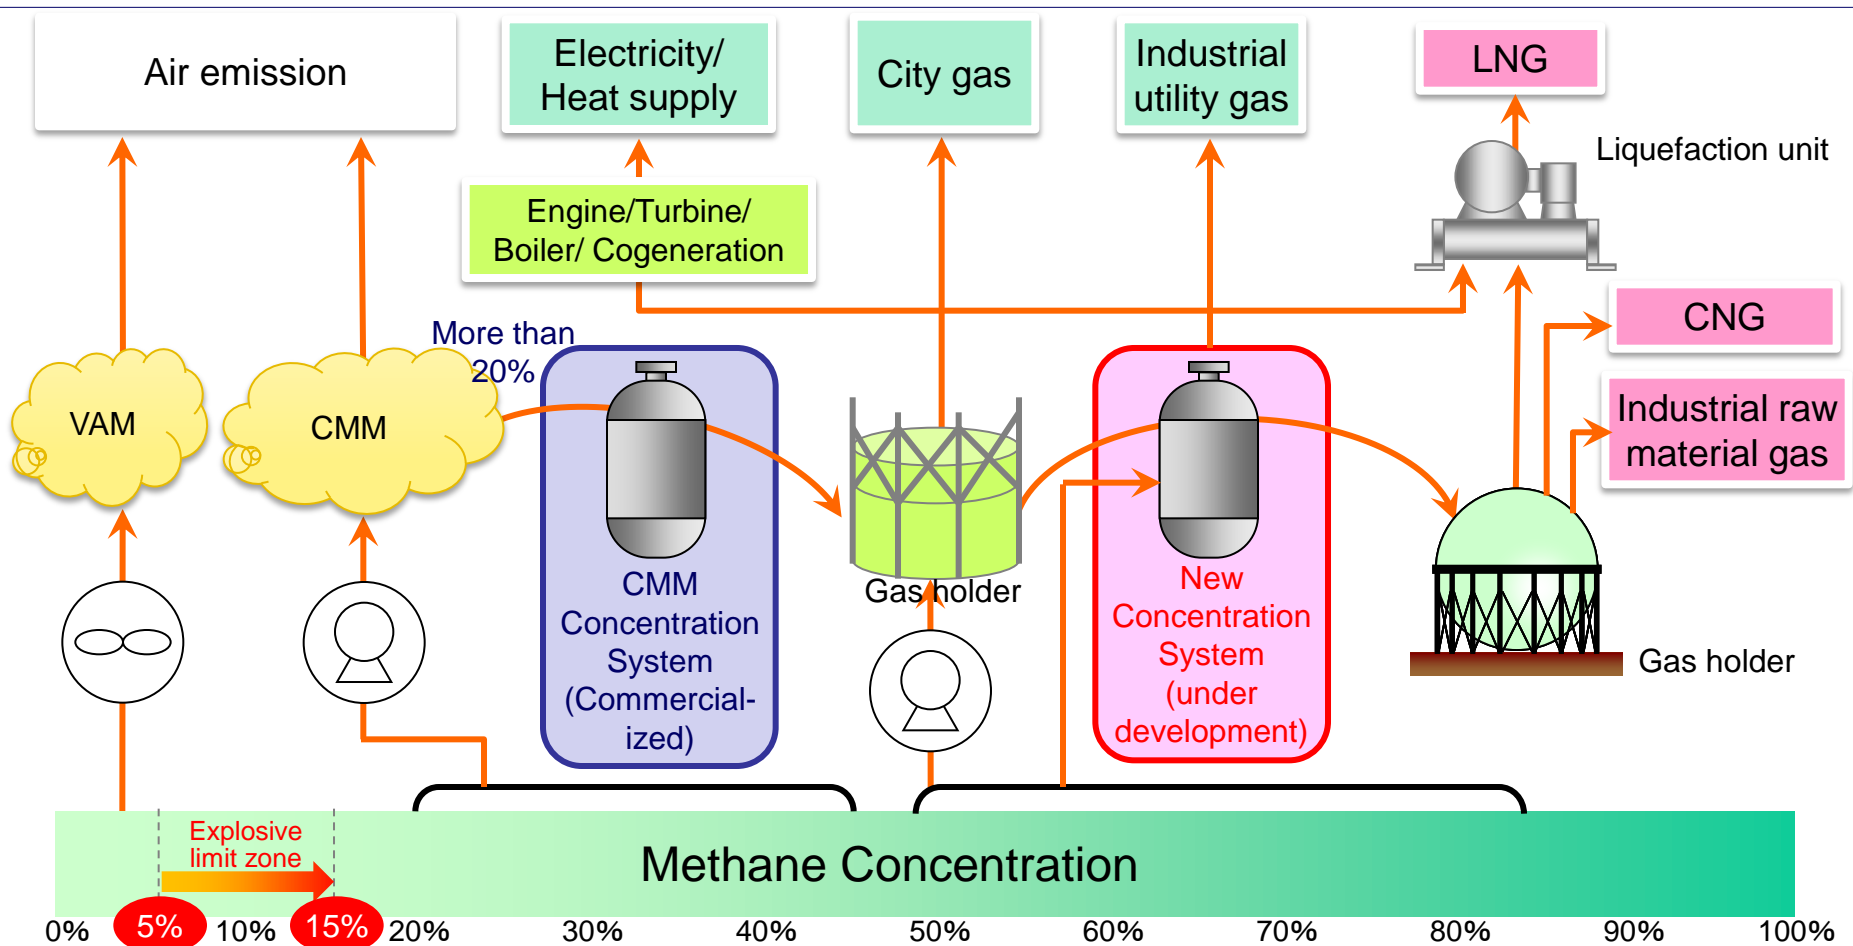 Air emission
Electricity/
Heat supply
City gas
Industrial
utility gas
LNG
Liquefaction unit
Engine/Turbine/
Boiler/ Cogeneration
CNG
More than
20%
VAM
CMM
Industrial raw
material gas
CMM
Concentration
System
(Commercial-
ized)
Gas holder
New
Concentration
System
(under
development)
Gas holder
Explosive
limit zone
Methane Concentration
0%
5%
10%
15%
20%
30%
40%
50%
60%
70%
80%
90%
100%